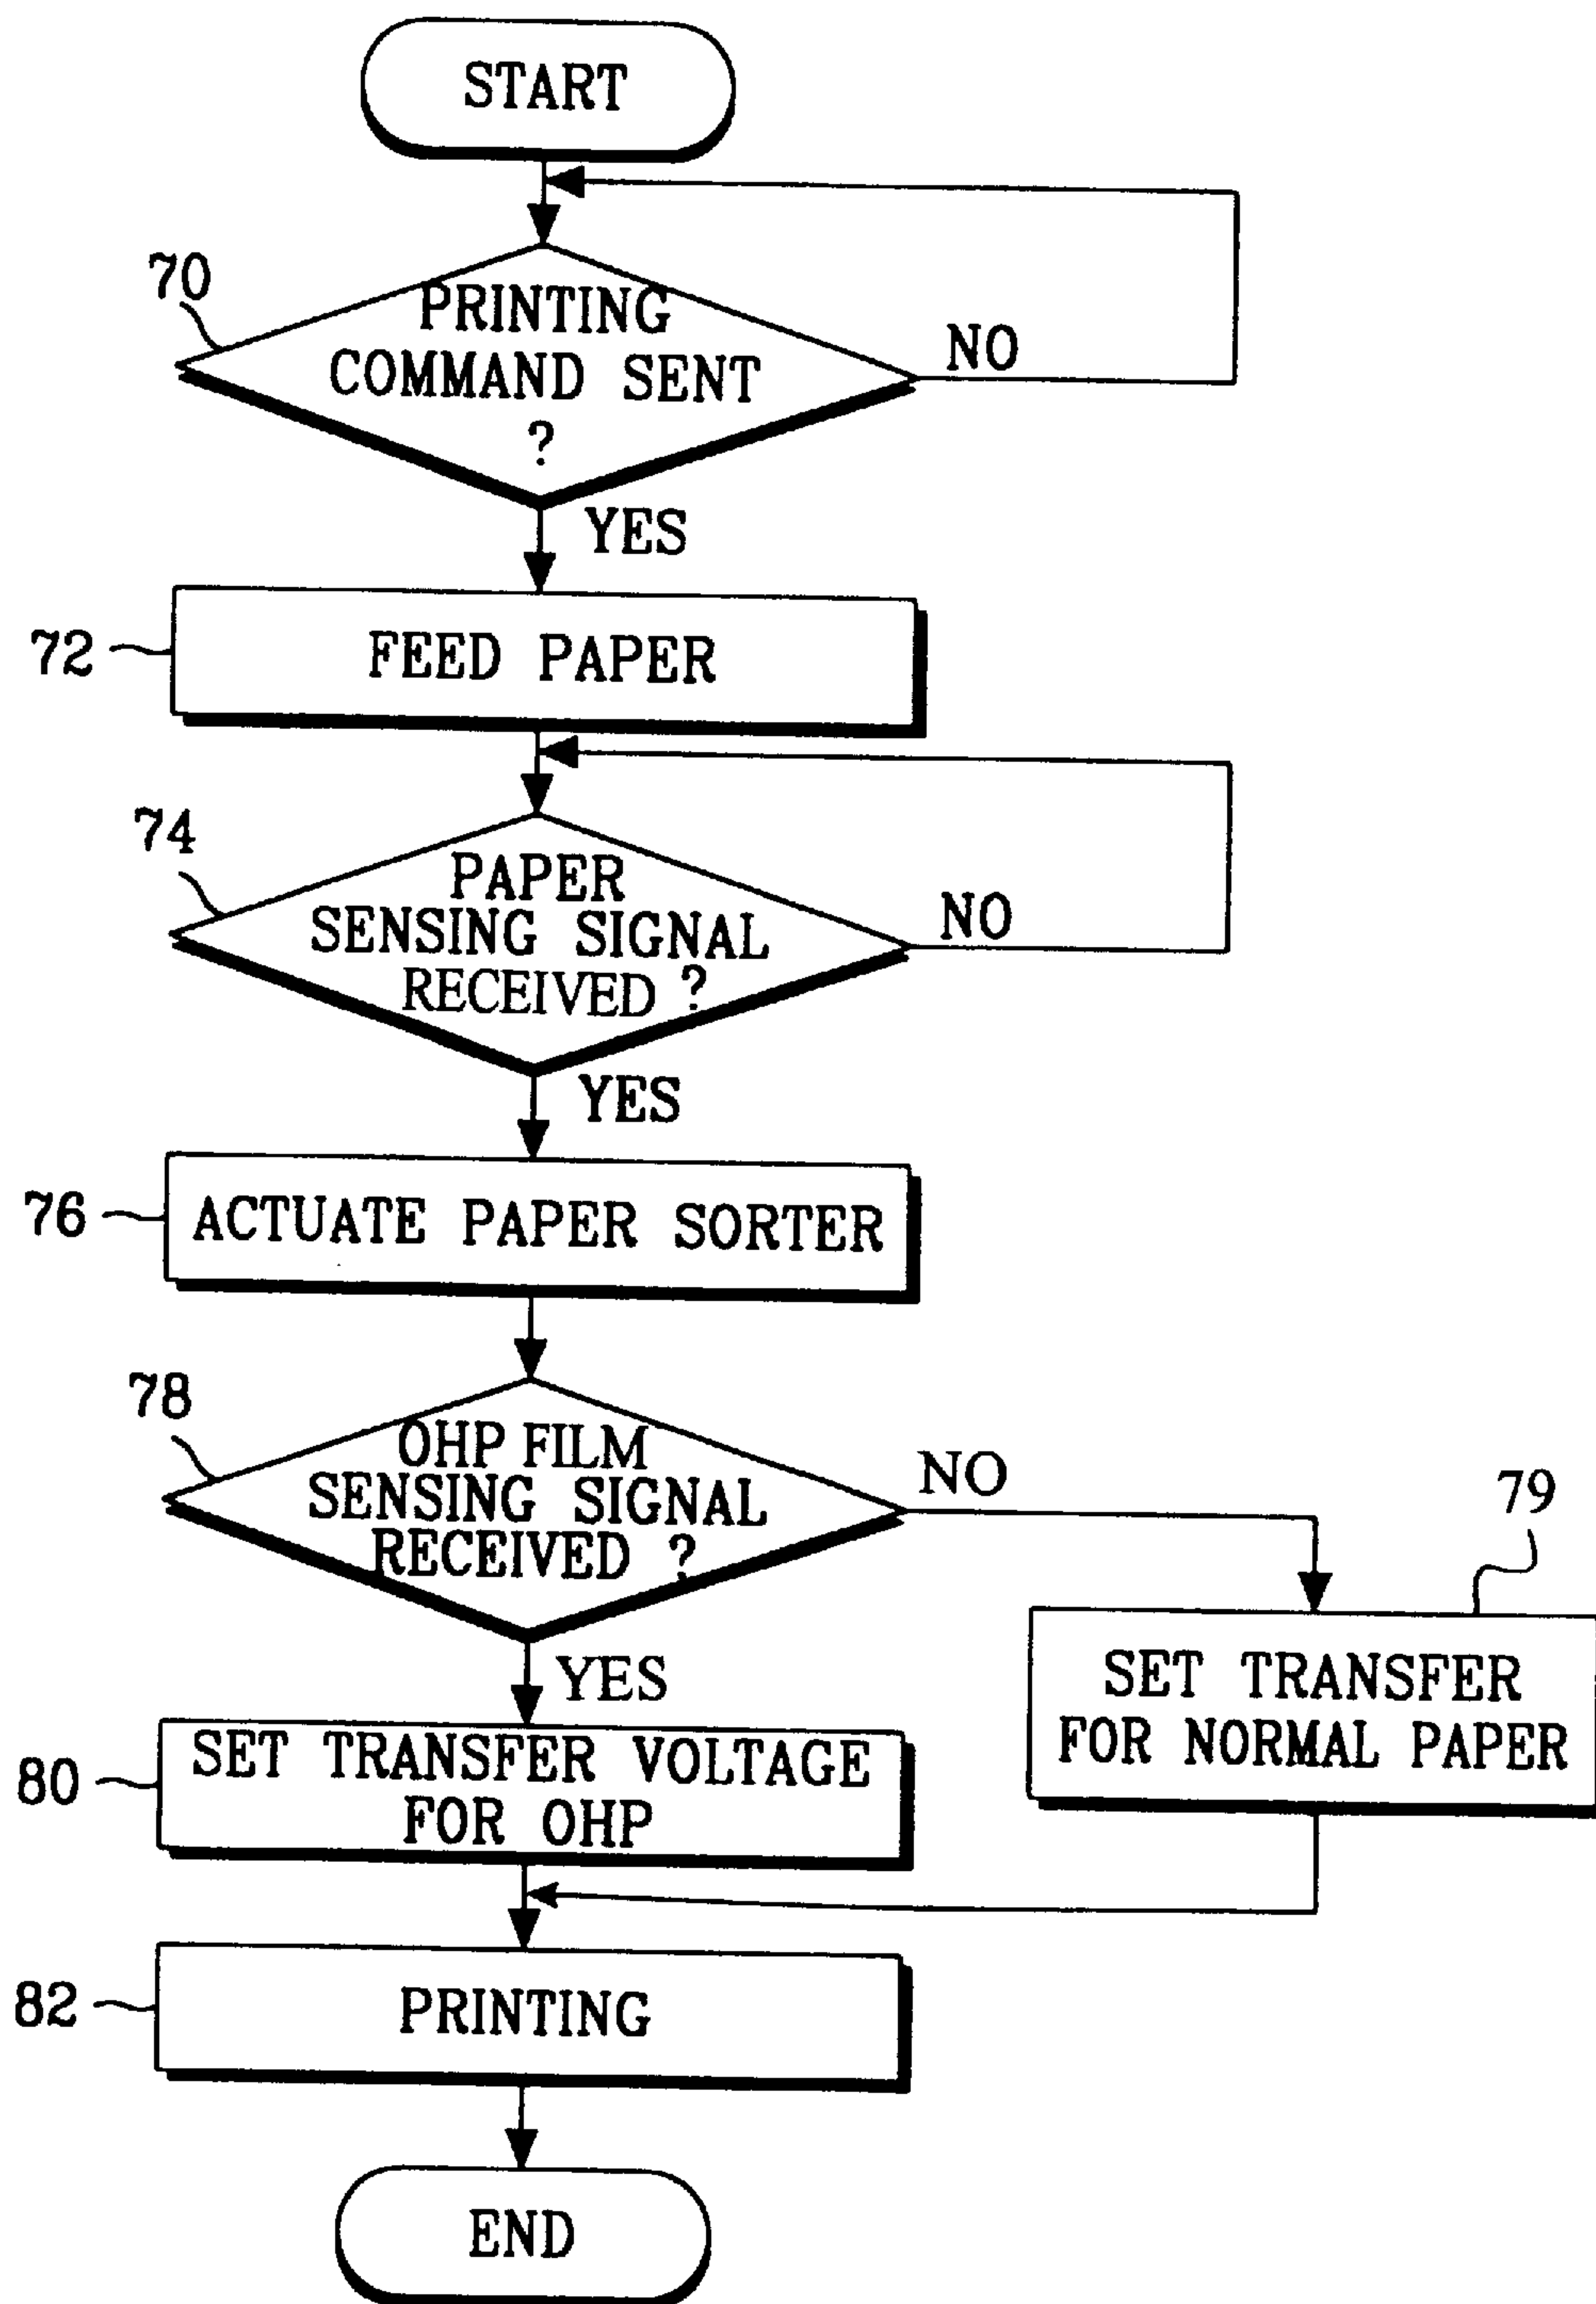 START
70
PRINTING
COMMAND SENT
?
NO
YES
72
FEED PAPER
74
PAPER
SENSING SIGNAL
RECEIVED ?
NO
YES
76
ACTUATE PAPER SORTER
78
OHP FILM
SENSING SIGNAL
RECEIVED ?
NO
79
YES
SET TRANSFER
FOR NORMAL PAPER
80
SET TRANSFER VOLTAGE
FOR OHP
82
PRINTING
END